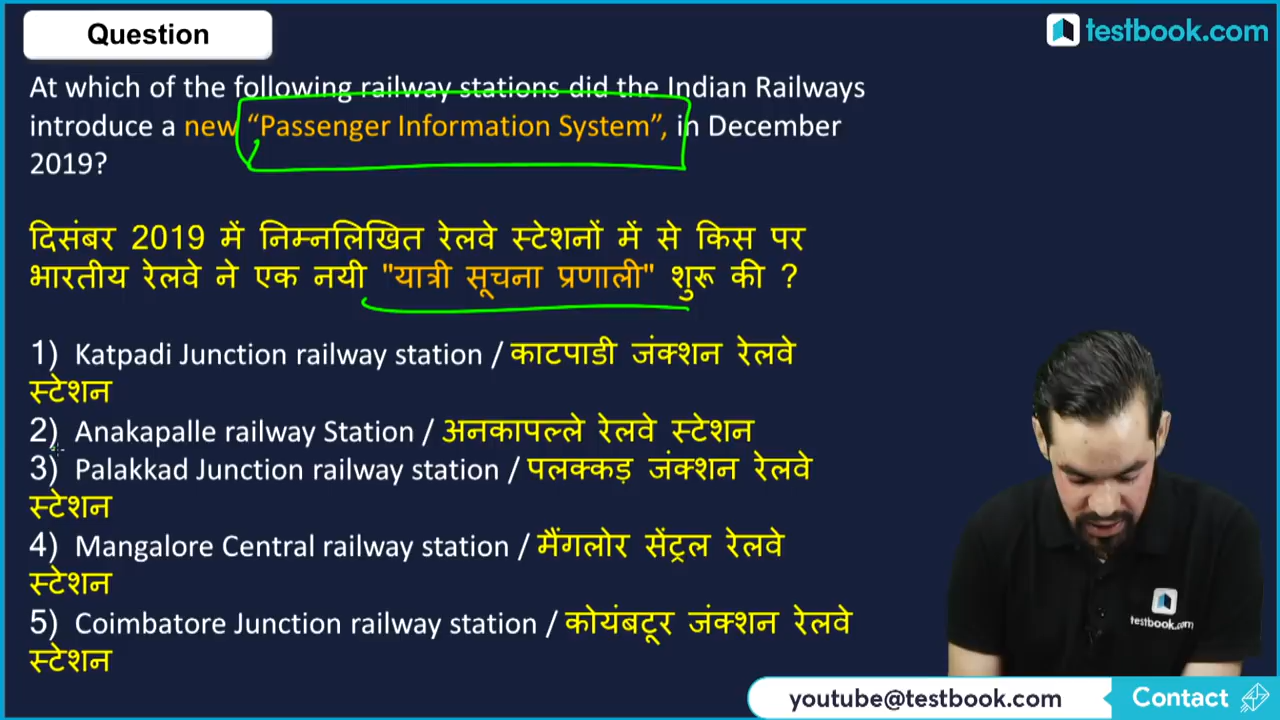 Question
testbook.com
At which of the following railway stations did the Indian Railways
introduce a new “Passenger Information System”, in December
2019?
दिसंबर 2019 में निम्नलिखित रेलवे स्टेशनों में से किस पर
भारतीय रेलवे ने एक नयी "यात्री सूचना प्रणाली" शुरू की ?
1) Katpadi Junction railway station / काटपाडी जंक्शन रेलवे
स्टेशन
2) Anakapalle railway Station / अनकापल्ले रेलवे स्टेशन
3) Palakkad Junction railway station / पलक्कड़ जंक्शन रेलवे
स्टेशन
4) Mangalore Central railway station / मैंगलोर सेंट्रल रेलवे
स्टेशन
5) Coimbatore Junction railway station / कोयंबटूर जंक्शन रेलवे
स्टेशन
testbook.com
youtube@testbook.com
Contact